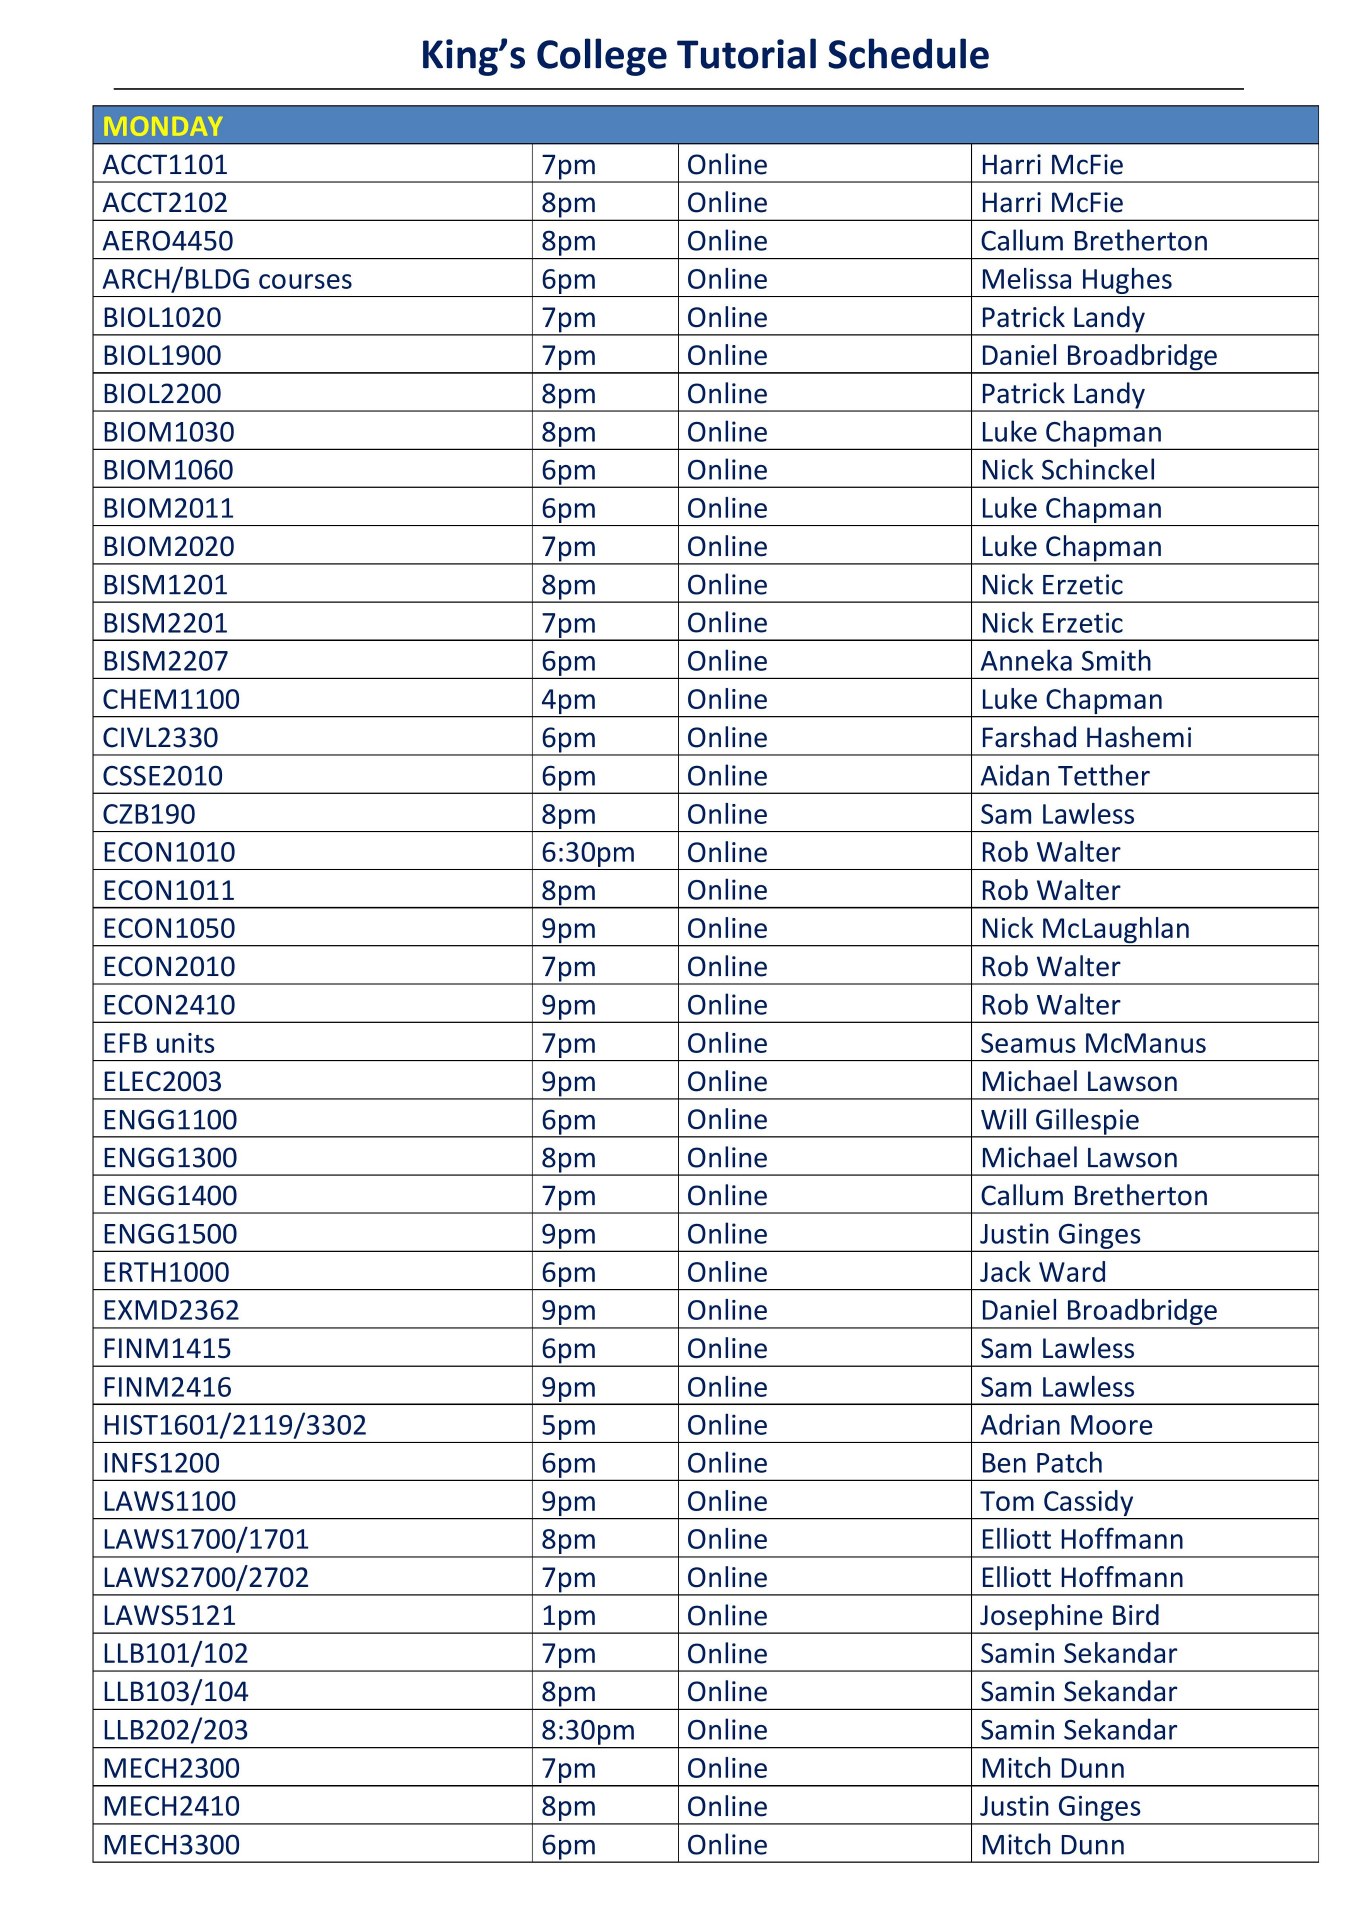 King’s College Tutorial Schedule
MONDAY
ACCT1101 7pm Online Harri McFie
ACCT2102 8pm Online Harri McFie
AERO4450 8pm Online Callum Bretherton
ARCH/BLDG courses 6pm Online Melissa Hughes
BIOL1020 7pm Online Patrick Landy
BIOL1900 7pm Online Daniel Broadbridge
BIOL2200 8pm Online Patrick Landy
BIOM1030 8pm Online Luke Chapman
BIOM1060 6pm Online Nick Schinckel
BIOM2011 6pm Online Luke Chapman
BIOM2020 7pm Online Luke Chapman
BISM1201 8pm Online Nick Erzetic
BISM2201 7pm Online Nick Erzetic
BISM2207 6pm Online Anneka Smith
CHEM1100 4pm Online Luke Chapman
CIVL2330 6pm Online Farshad Hashemi
CSSE2010 6pm Online Aidan Tetther
CZB190 8pm Online Sam Lawless
ECON1010 6:30pm Online Rob Walter
ECON1011 8pm Online Rob Walter
ECON1050 9pm Online Nick McLaughlan
ECON2010 7pm Online Rob Walter
ECON2410 9pm Online Rob Walter
EFB units 7pm Online Seamus McManus
ELEC2003 9pm Online Michael Lawson
ENGG1100 6pm Online Will Gillespie
ENGG1300 8pm Online Michael Lawson
ENGG1400 7pm Online Callum Bretherton
ENGG1500 9pm Online Justin Ginges
ERTH1000 6pm Online Jack Ward
EXMD2362 9pm Online Daniel Broadbridge
FINM1415 6pm Online Sam Lawless
FINM2416 9pm Online Sam Lawless
HIST1601/2119/3302 5pm Online Adrian Moore
INFS1200 6pm Online Ben Patch
LAWS1100 9pm Online Tom Cassidy
LAWS1700/1701 8pm Online Elliott Hoffmann
LAWS2700/2702 7pm Online Elliott Hoffmann
LAWS5121 1pm Online Josephine Bird
LLB101/102 7pm Online Samin Sekandar
LLB103/104 8pm Online Samin Sekandar
LLB202/203 8:30pm Online Samin Sekandar
MECH2300 7pm Online Mitch Dunn
MECH2410 8pm Online Justin Ginges
MECH3300 6pm Online Mitch Dunn